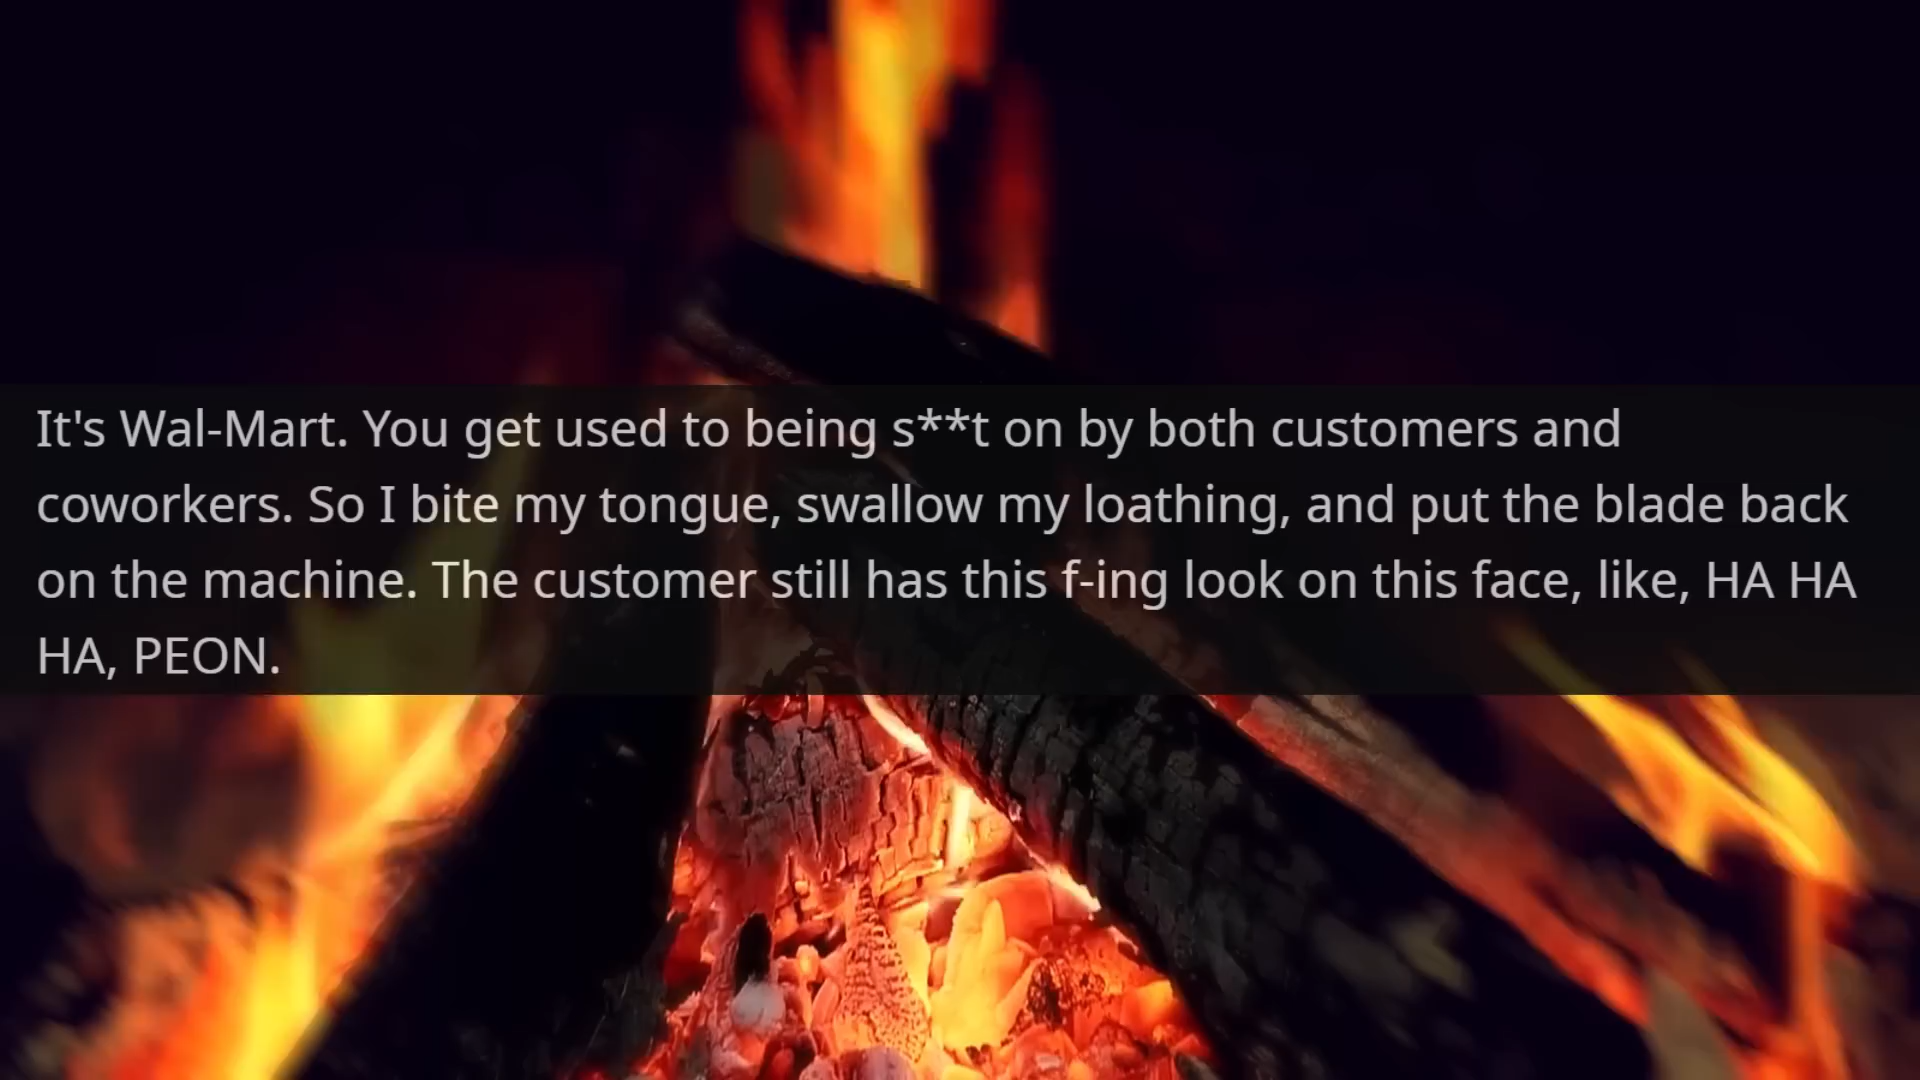 It's Wal-Mart. You get used to being s**t on by both customers and
coworkers. So I bite my tongue, swallow my loathing, and put the blade back
on the machine. The customer still has this f-ing look on this face, like, HA HA
HA, PEON.